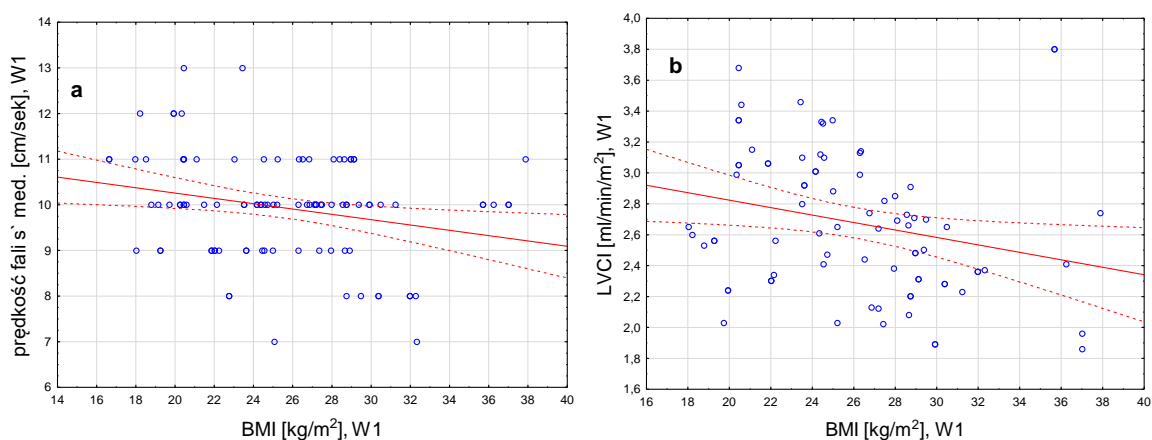 a
prędkość fali s` med. [cm/sek], W1
14
13
12
11
10
9
8
7
6
14 16 18 20 22 24 26 28 30 32 34 36 38 40
BMI [kg/m²], W1
b
LVCI [ml/min/m²], W1
4,0
3,8
3,6
3,4
3,2
3,0
2,8
2,6
2,4
2,2
2,0
1,8
1,6
16 18 20 22 24 26 28 30 32 34 36 38 40
BMI [kg/m²], W1